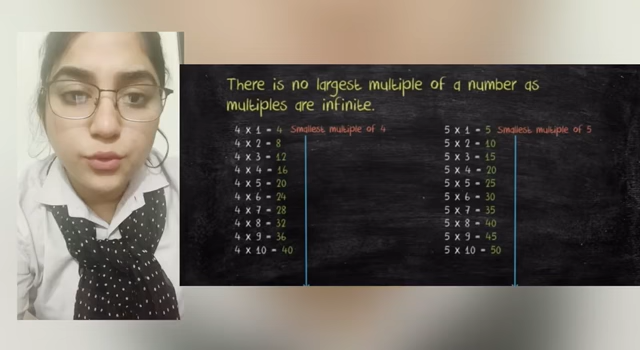 There is no largest multiple of a number as
multiples are infinite.
4 x 1 = 4 Smallest multiple of 4
4 x 2 = 8
4 x 3 = 12
4 x 4 = 16
4 x 5 = 20
4 x 6 = 24
4 x 7 = 28
4 x 8 = 32
4 x 9 = 36
4 x 10 = 40
5 x 1 = 5 Smallest multiple of 5
5 x 2 = 10
5 x 3 = 15
5 x 4 = 20
5 x 5 = 25
5 x 6 = 30
5 x 7 = 35
5 x 8 = 40
5 x 9 = 45
5 x 10 = 50